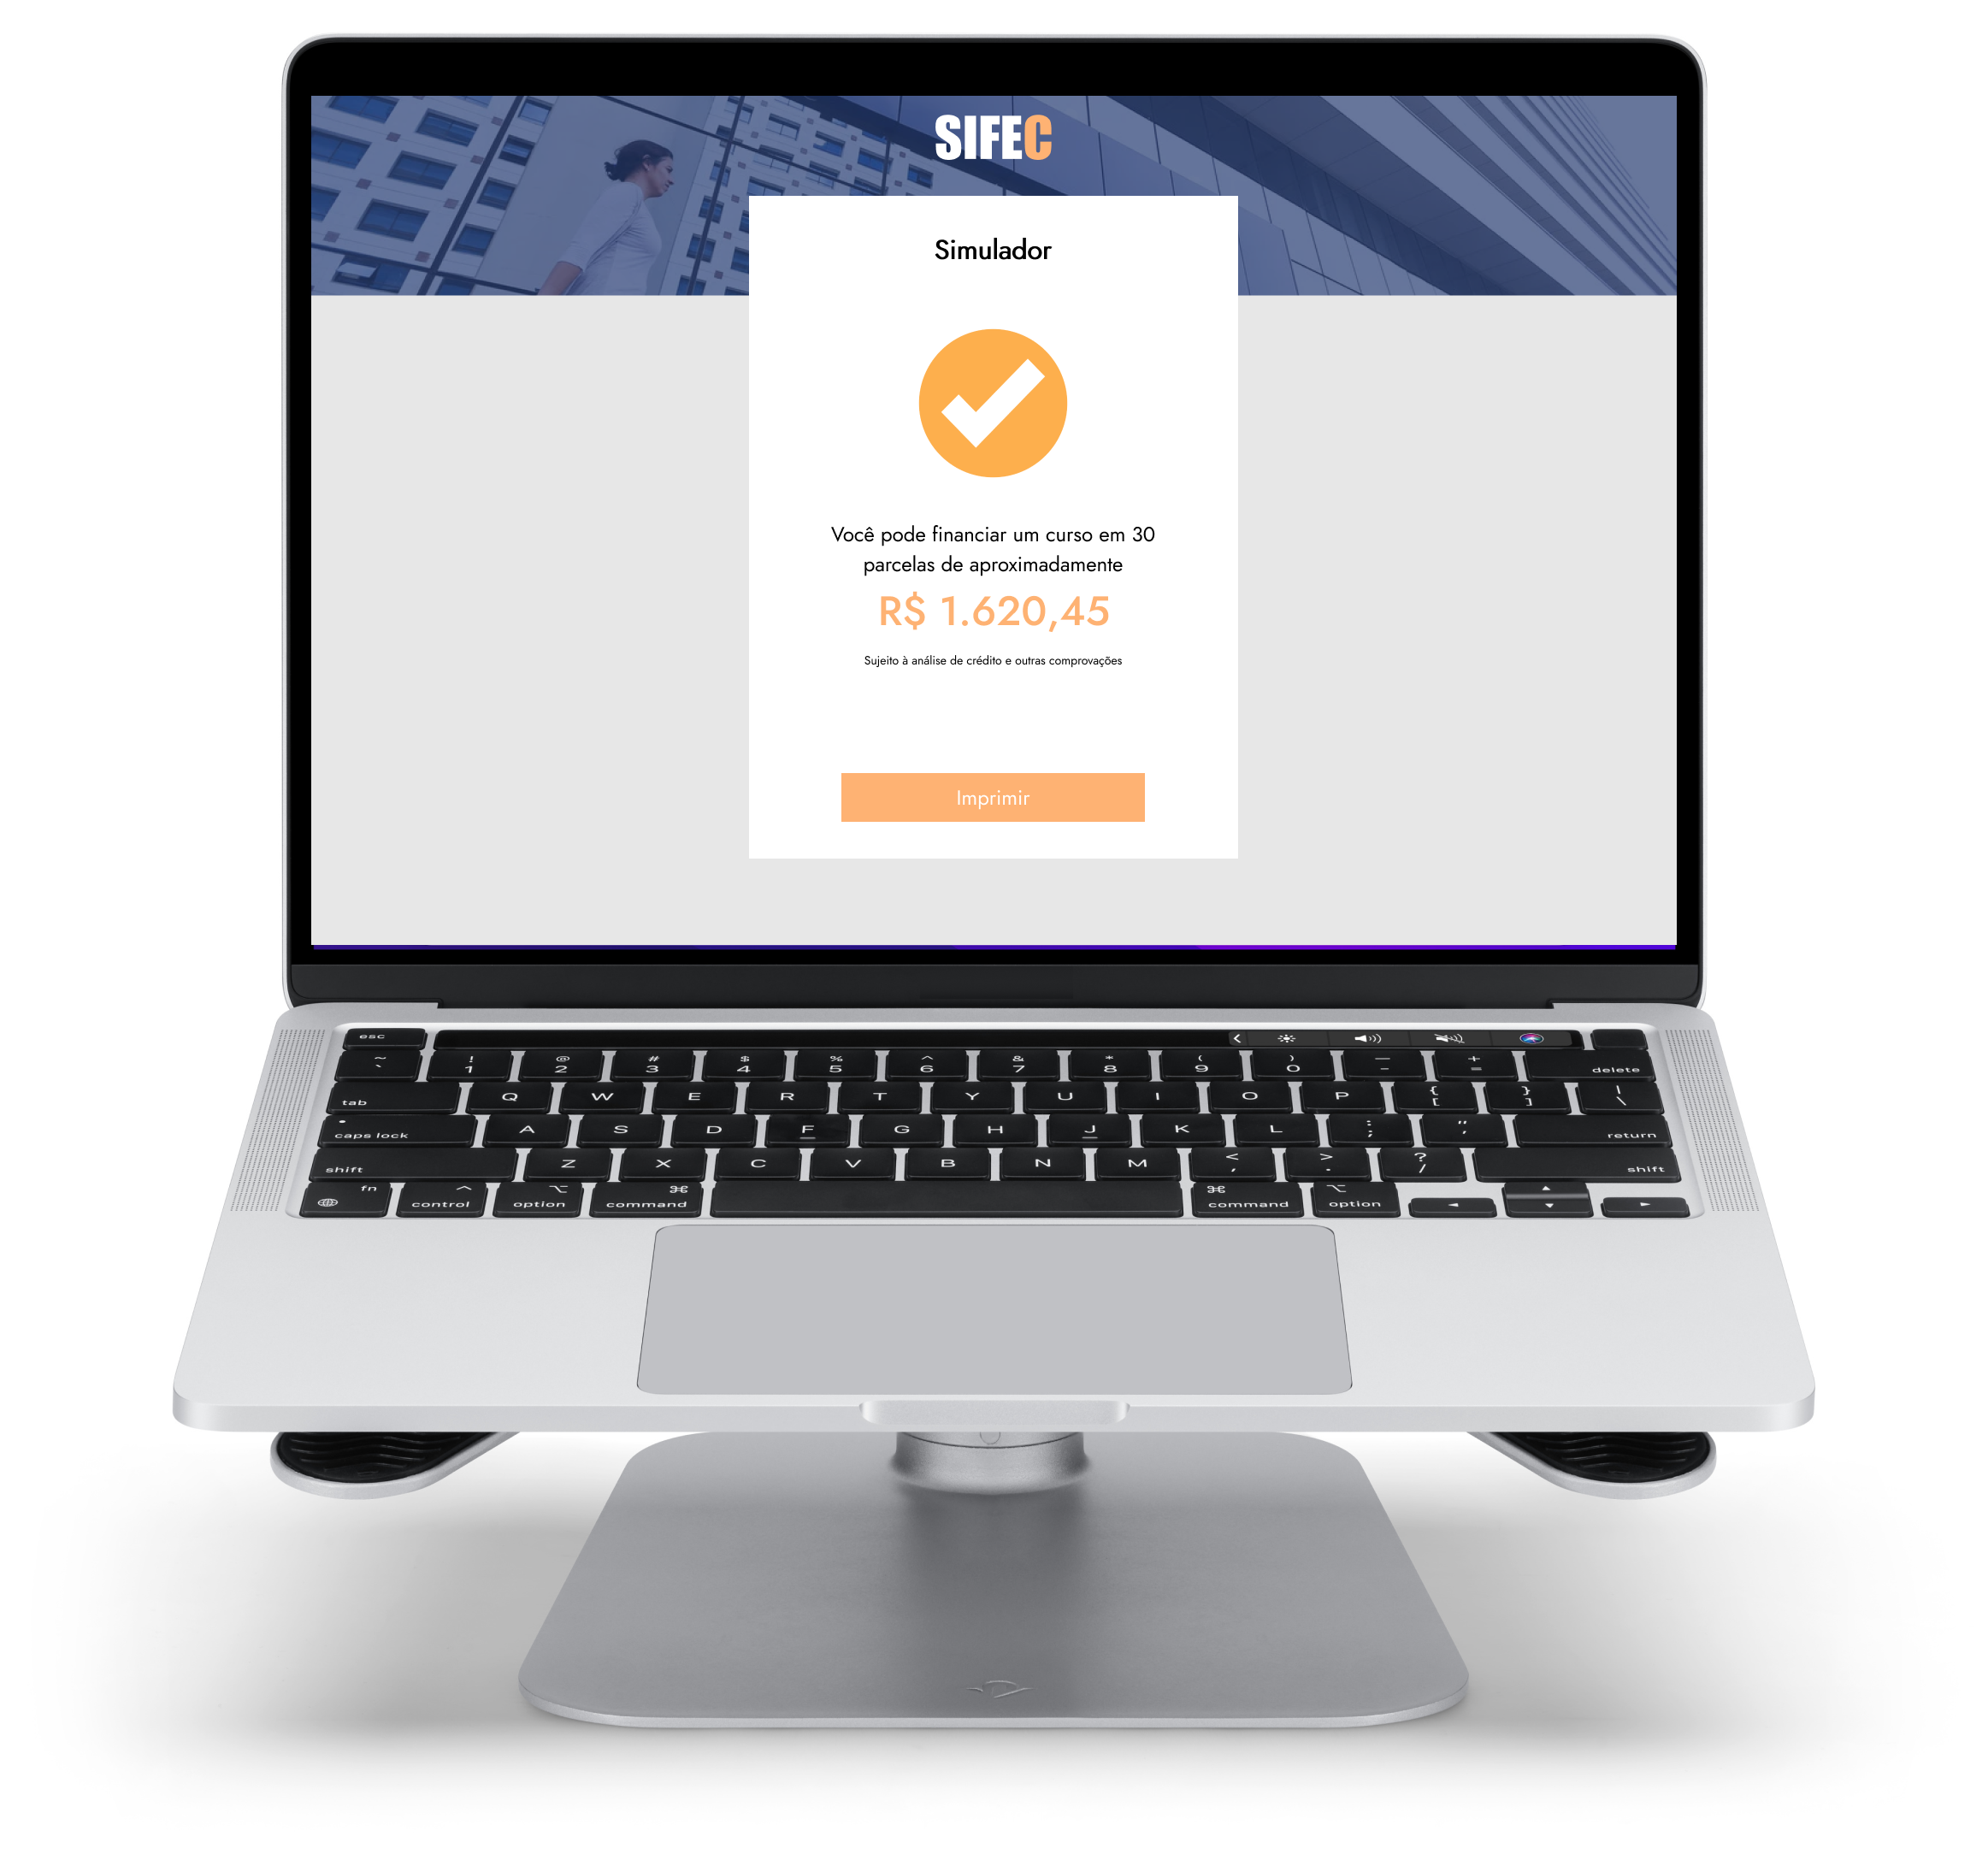 SIFEC
Simulador
Você pode financiar um curso em 30
parcelas de aproximadamente
R$ 1.620,45
Sujeito à análise de crédito e outras comprovações
Imprimir
esc
~ ! @ # $ % ^ & * ( ) — +
` 1 2 3 4 5 6 7 8 9 0 - = delete
tab Q W E R T Y U I O P { [ } ] | \
caps lock A S D F G H J K L : ; " ' return
shift Z X C V B N M < , > . ? / shift
fn control option command command option